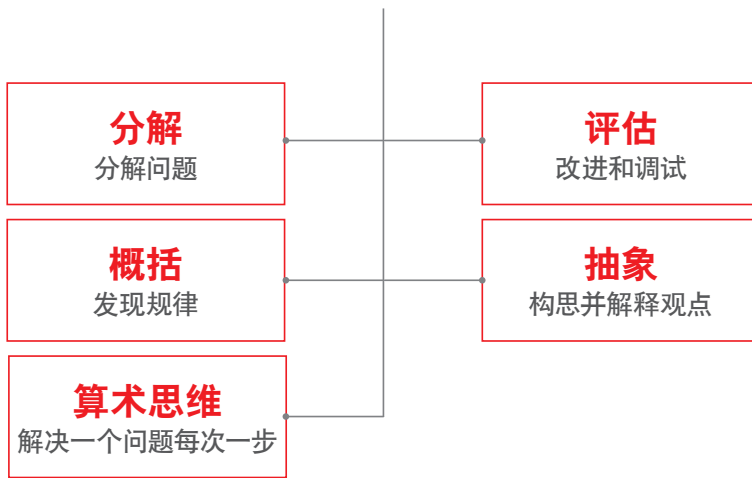 分解
分解问题
评估
改进和调试
概括
发现规律
抽象
构思并解释观点
算术思维
解决一个问题每次一步